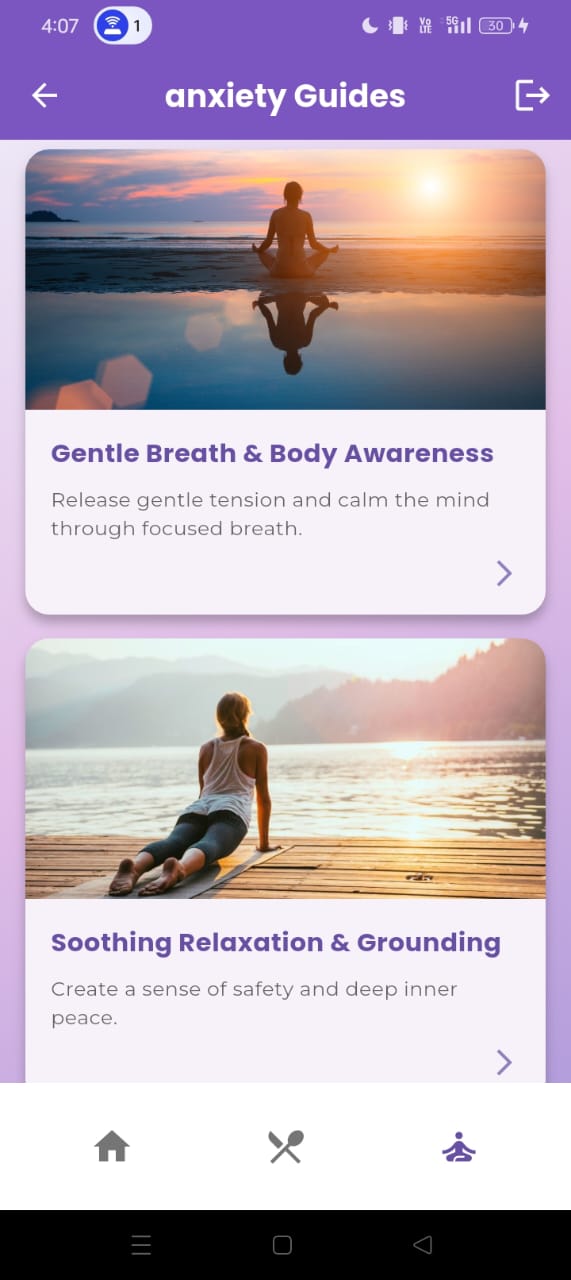 4:07
1
Vo
LTE
5G
30
anxiety Guides
Gentle Breath & Body Awareness
Release gentle tension and calm the mind
through focused breath.
Soothing Relaxation & Grounding
Create a sense of safety and deep inner
peace.